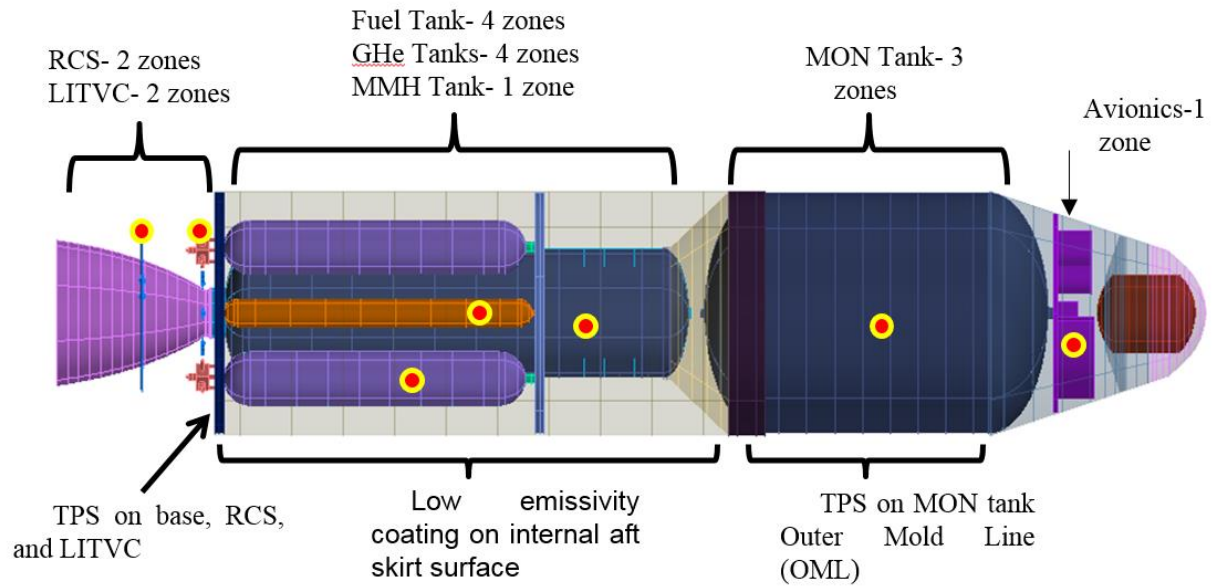 RCS- 2 zones
LITVC- 2 zones
Fuel Tank- 4 zones
GHe Tanks- 4 zones
MMH Tank- 1 zone
MON Tank- 3
zones
Avionics-1
zone
TPS on base, RCS,
and LITVC
Low emissivity
coating on internal aft
skirt surface
TPS on MON tank
Outer Mold Line
(OML)